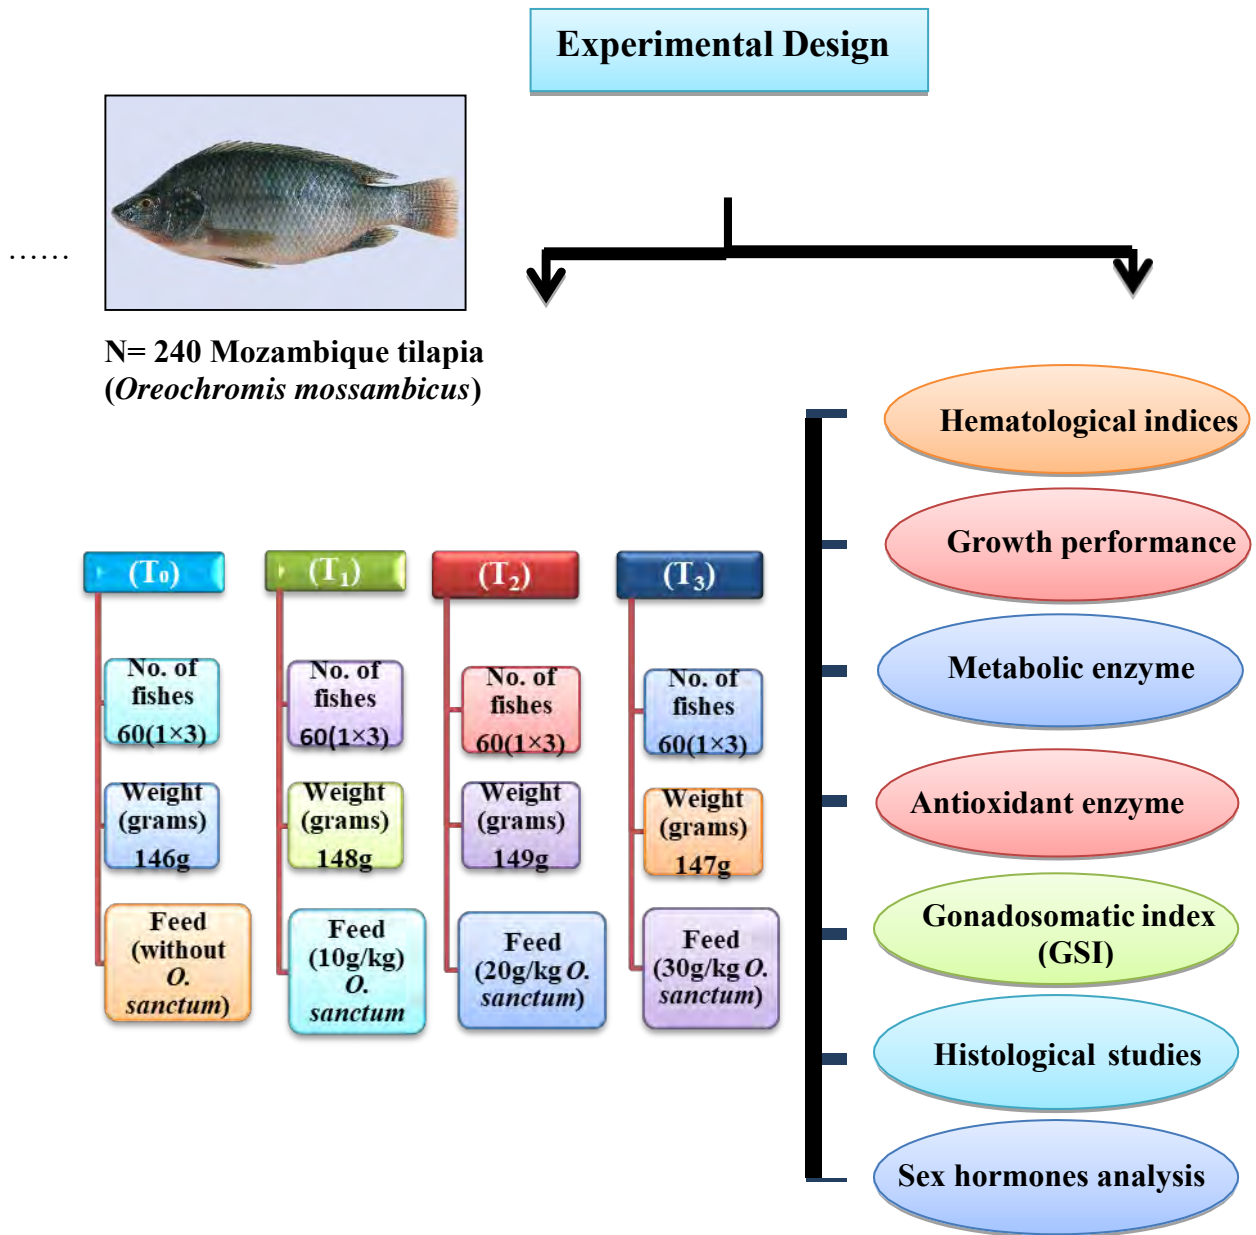 Experimental Design
......
N= 240 Mozambique tilapia
(Oreochromis mossambicus)
(T₀)
No. of
fishes
60(1×3)
Weight
(grams)
146g
Feed
(without
O.
sanctum)
(T₁)
No. of
fishes
60(1×3)
Weight
(grams)
148g
Feed
(10g/kg)
O.
sanctum
(T₂)
No. of
fishes
60(1×3)
Weight
(grams)
149g
Feed
(20g/kg O.
sanctum)
(T₃)
No. of
fishes
60(1×3)
Weight
(grams)
147g
Feed
(30g/kg O.
sanctum)
Hematological indices
Growth performance
Metabolic enzyme
Antioxidant enzyme
Gonadosomatic index
(GSI)
Histological studies
Sex hormones analysis